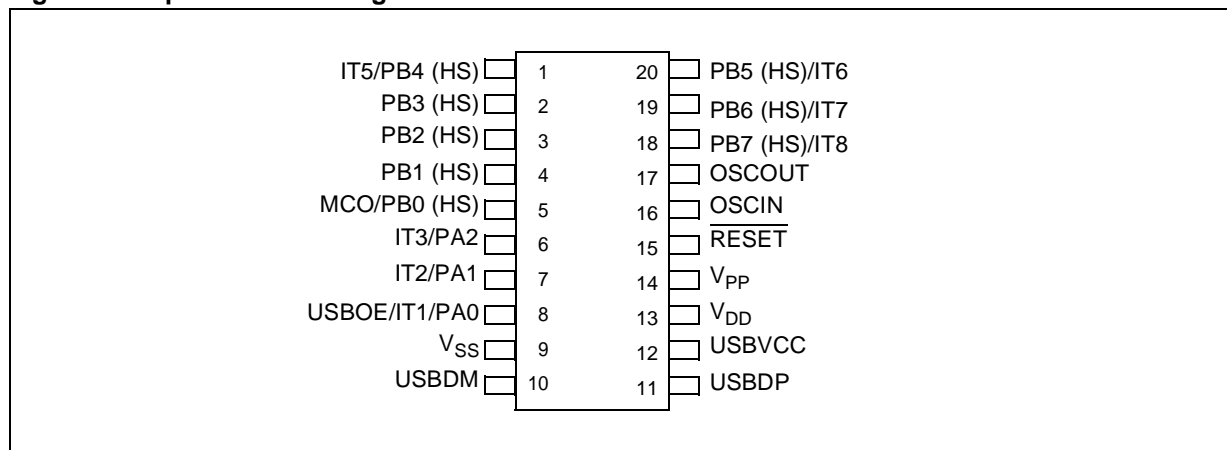 IT5/PB4 (HS) 1 20 PB5 (HS)/IT6
PB3 (HS) 2 19 PB6 (HS)/IT7
PB2 (HS) 3 18 PB7 (HS)/IT8
PB1 (HS) 4 17 OSCOUT
MCO/PB0 (HS) 5 16 OSCIN
IT3/PA2 6 15 RESET
IT2/PA1 7 14 VPP
USBOE/IT1/PA0 8 13 VDD
VSS 9 12 USBVCC
USBDM 10 11 USBDP